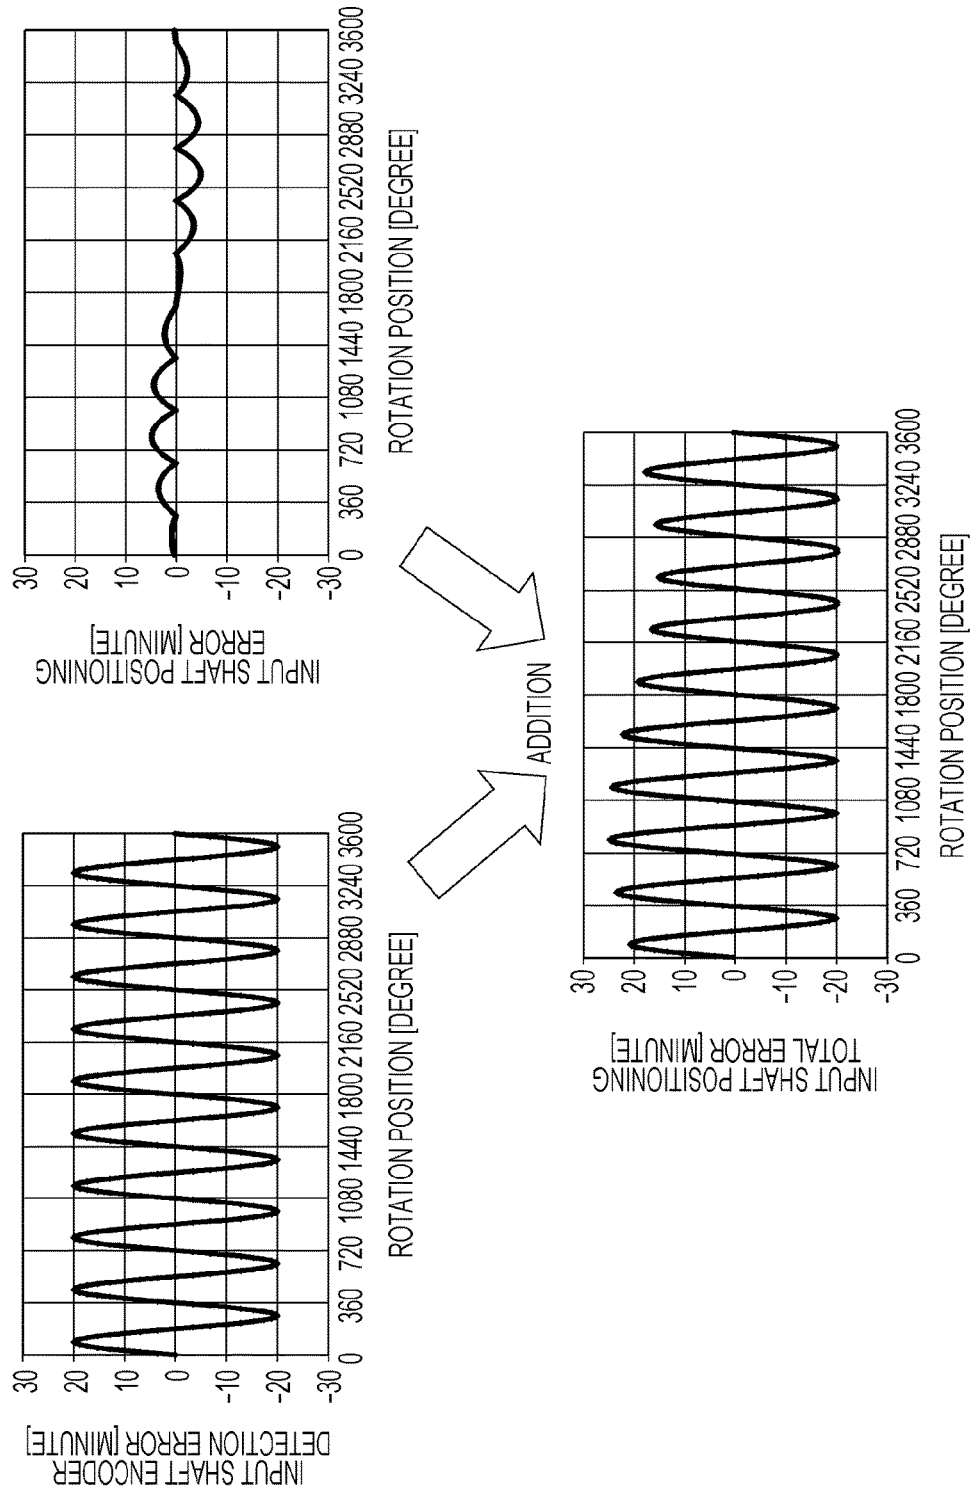 INPUT SHAFT ENCODER
DETECTION ERROR [MINUTE]
30
20
10
0
-10
-20
-30
0 360 720 1080 1440 1800 2160 2520 2880 3240 3600
ROTATION POSITION [DEGREE]
INPUT SHAFT POSITIONING
ERROR [MINUTE]
30
20
10
0
-10
-20
-30
0 360 720 1080 1440 1800 2160 2520 2880 3240 3600
ROTATION POSITION [DEGREE]
ADDITION
INPUT SHAFT POSITIONING
TOTAL ERROR [MINUTE]
30
20
10
0
-10
-20
-30
0 360 720 1080 1440 1800 2160 2520 2880 3240 3600
ROTATION POSITION [DEGREE]